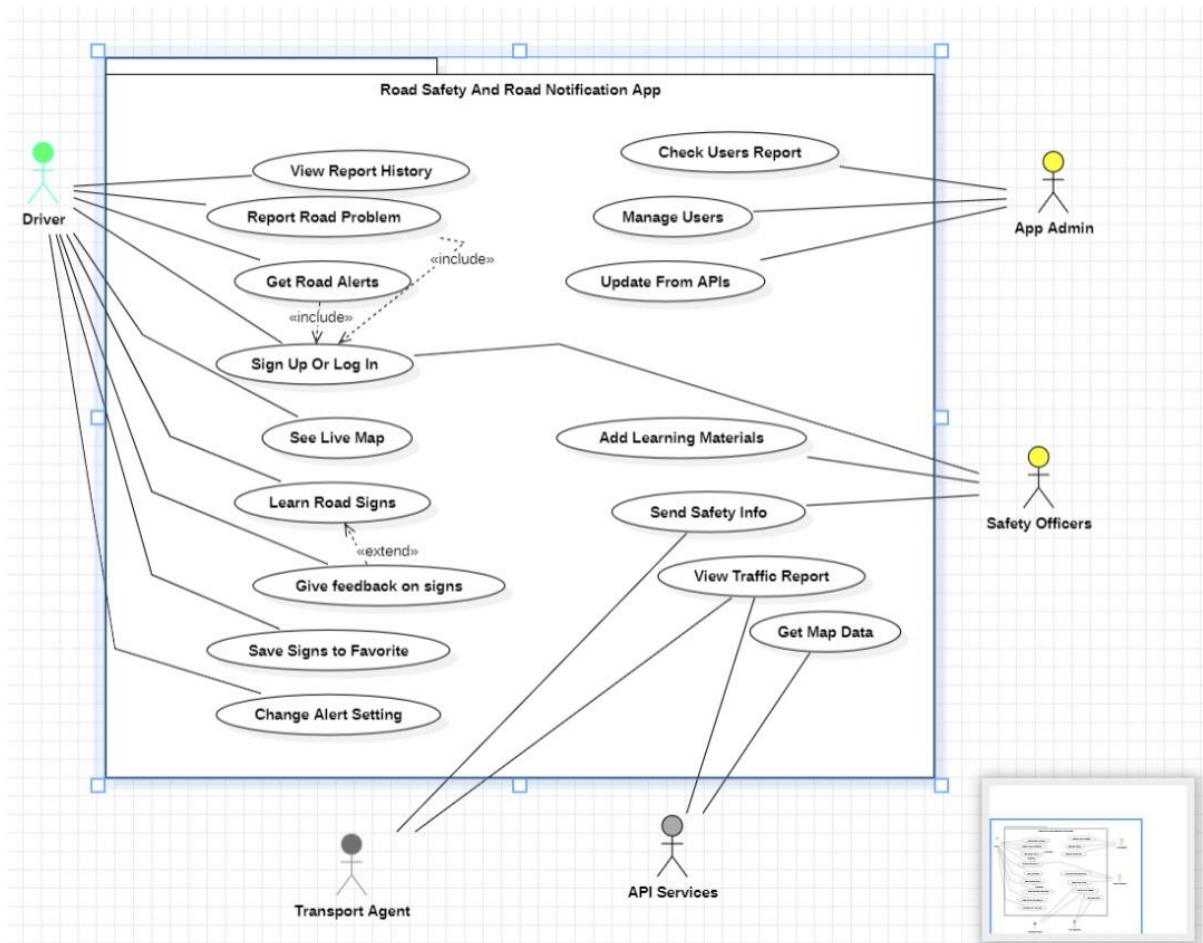 Road Safety And Road Notification App
View Report History
Check Users Report
Driver
Report Road Problem
Manage Users
App Admin
«include»
Get Road Alerts
Update From APIs
«include»
Sign Up Or Log In
See Live Map
Add Learning Materials
Learn Road Signs
Send Safety Info
Safety Officers
«extend»
Give feedback on signs
View Traffic Report
Get Map Data
Save Signs to Favorite
Change Alert Setting
API Services
Transport Agent